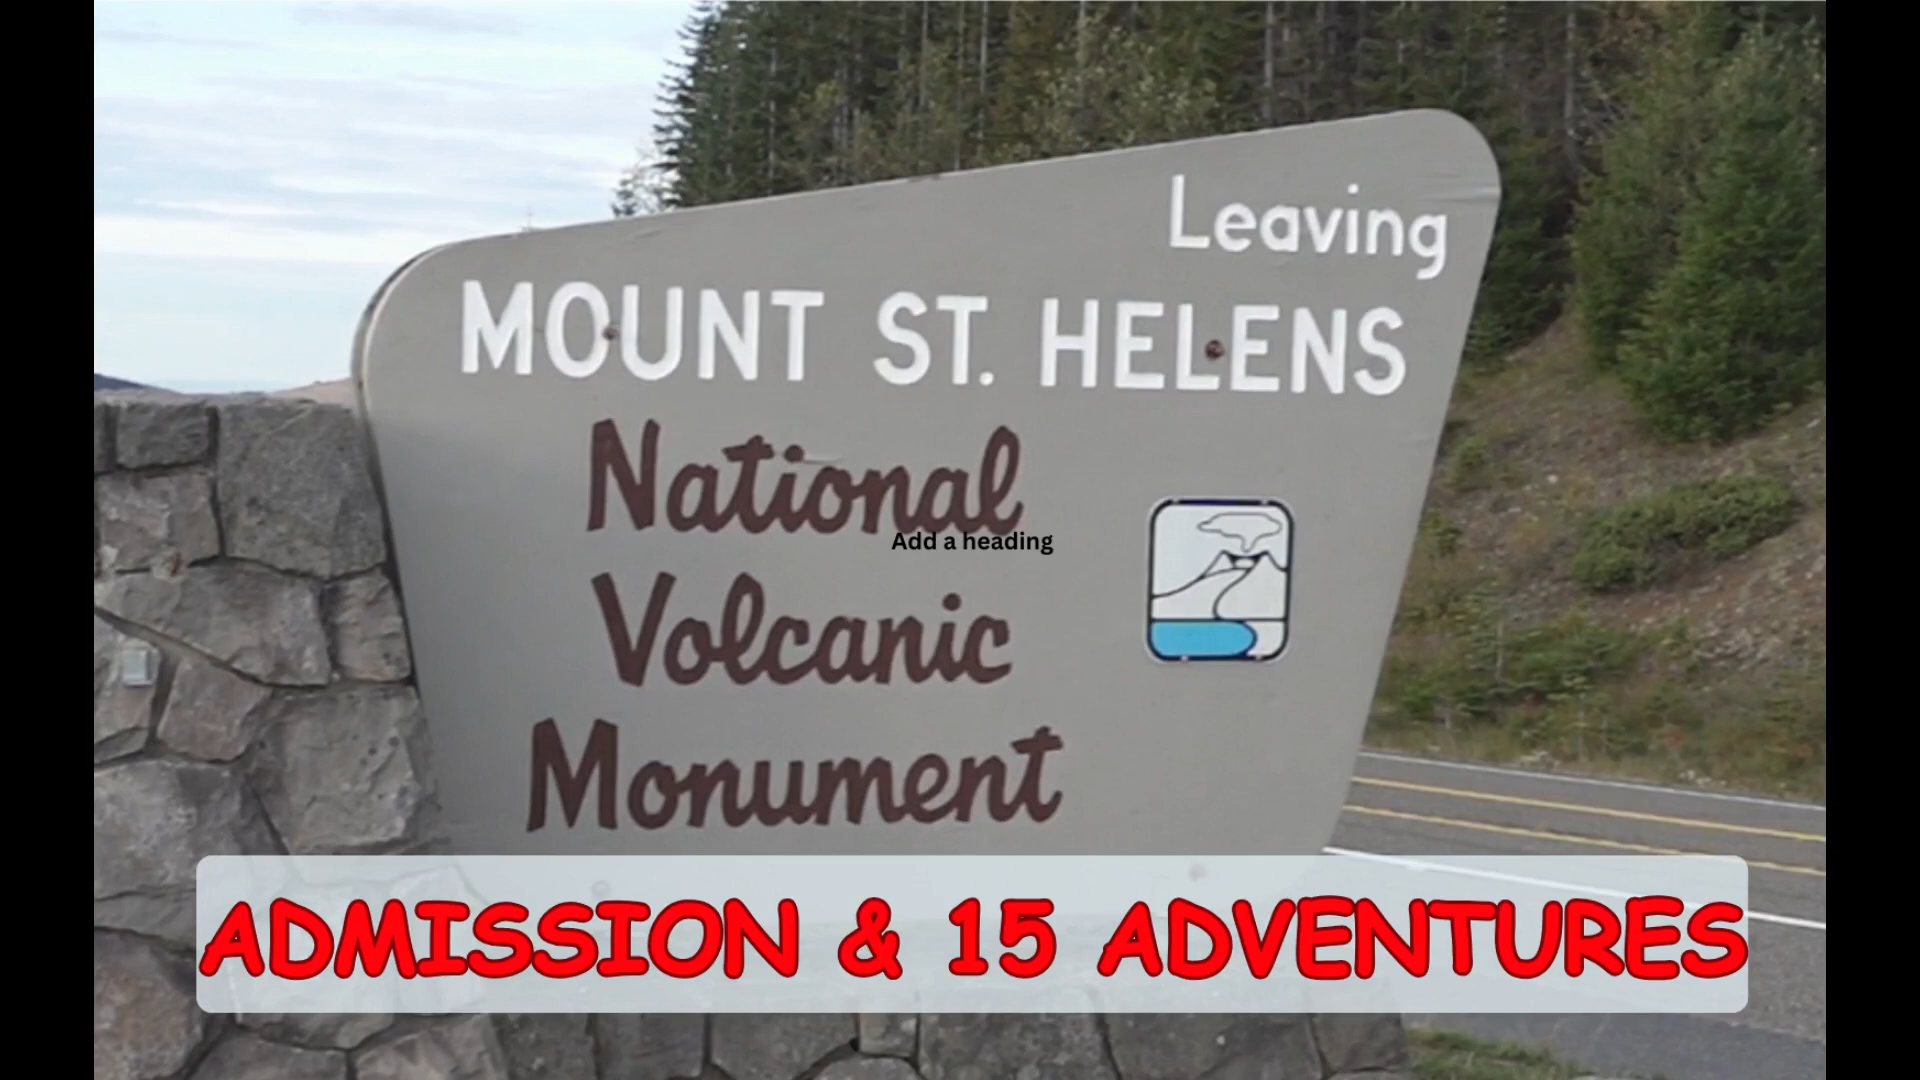 Leaving
MOUNT ST. HELENS
National
Add a heading
Volcanic
Monument
ADMISSION & 15 ADVENTURES